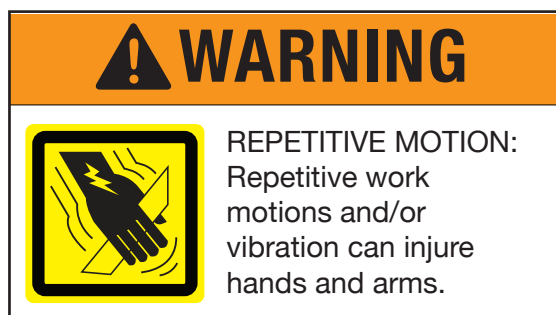 WARNING
REPETITIVE MOTION:
Repetitive work
motions and/or
vibration can injure
hands and arms.